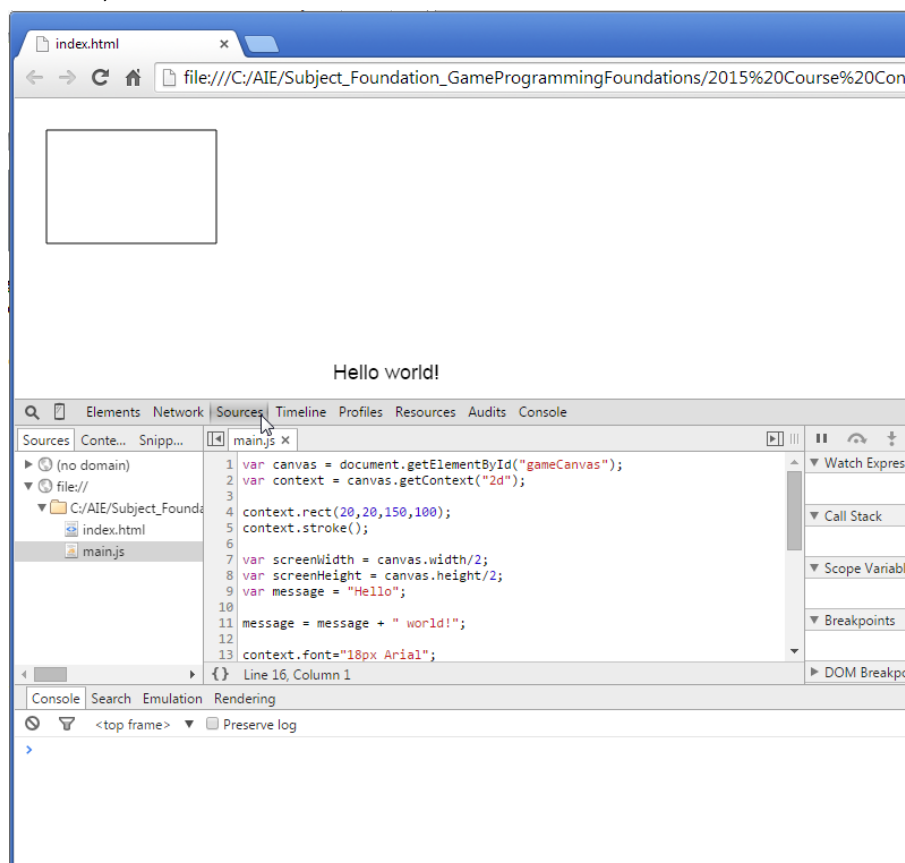 index.html ×
file:///C:/AIE/Subject_Foundation_GameProgrammingFoundations/2015%20Course%20Con
Hello world!
Elements Network Sources Timeline Profiles Resources Audits Console
Sources Conte... Snipp... main.js ×
▶ (no domain)
▼ file://
▼ C:/AIE/Subject_Founda
index.html
main.js
1 var canvas = document.getElementById("gameCanvas");
2 var context = canvas.getContext("2d");
3
4 context.rect(20,20,150,100);
5 context.stroke();
6
7 var screenWidth = canvas.width/2;
8 var screenHeight = canvas.height/2;
9 var message = "Hello";
10
11 message = message + " world!";
12
13 context.font="18px Arial";
{} Line 16, Column 1
▼ Watch Expres
▼ Call Stack
▼ Scope Variabl
▼ Breakpoints
▶ DOM Breakpo
Console Search Emulation Rendering
<top frame> ▼ Preserve log
>